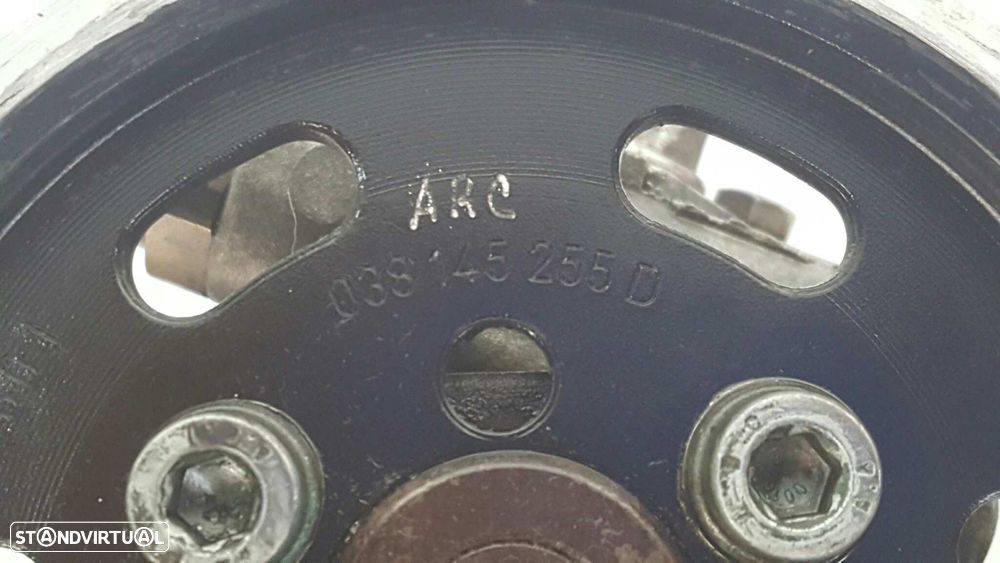 ARC
038 145 255 D
STANDVIRTUAL